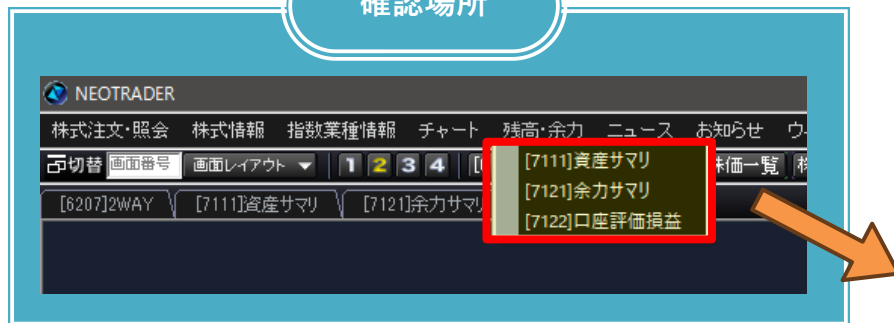 確認場所
NEOTRADER
株式注文・照会 株式情報 指数業種情報 チャート 残高・余力 ニュース お知らせ
切替 画面番号 画面レイアウト ▼ 1 2 3 4 株価一覧
[7111]資産サマリ
[7121]余力サマリ
[7122]口座評価損益
[6207]2WAY [7111]資産サマリ [7121]余力サマリ